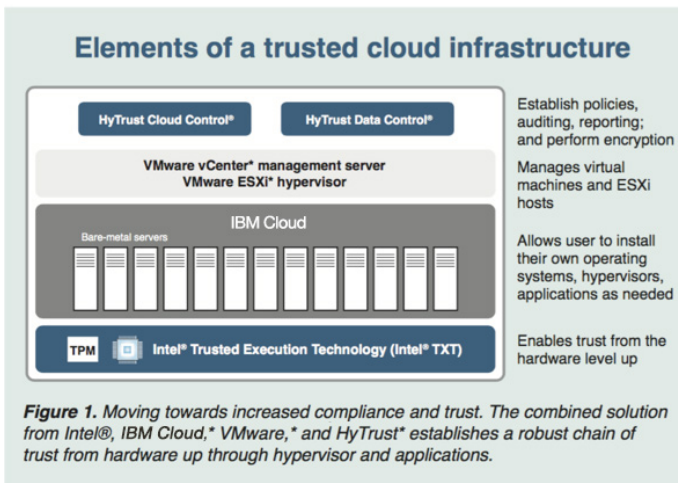 Elements of a trusted cloud infrastructure
HyTrust Cloud Control®
HyTrust Data Control®
Establish policies,
auditing, reporting;
and perform encryption
VMware vCenter* management server
VMware ESXi* hypervisor
Manages virtual
machines and ESXi
hosts
IBM Cloud
Bare-metal servers
Allows user to install
their own operating
systems, hypervisors,
applications as needed
TPM
Intel® Trusted Execution Technology (Intel® TXT)
Enables trust from the
hardware level up
Figure 1. Moving towards increased compliance and trust. The combined solution
from Intel®, IBM Cloud,* VMware,* and HyTrust* establishes a robust chain of
trust from hardware up through hypervisor and applications.